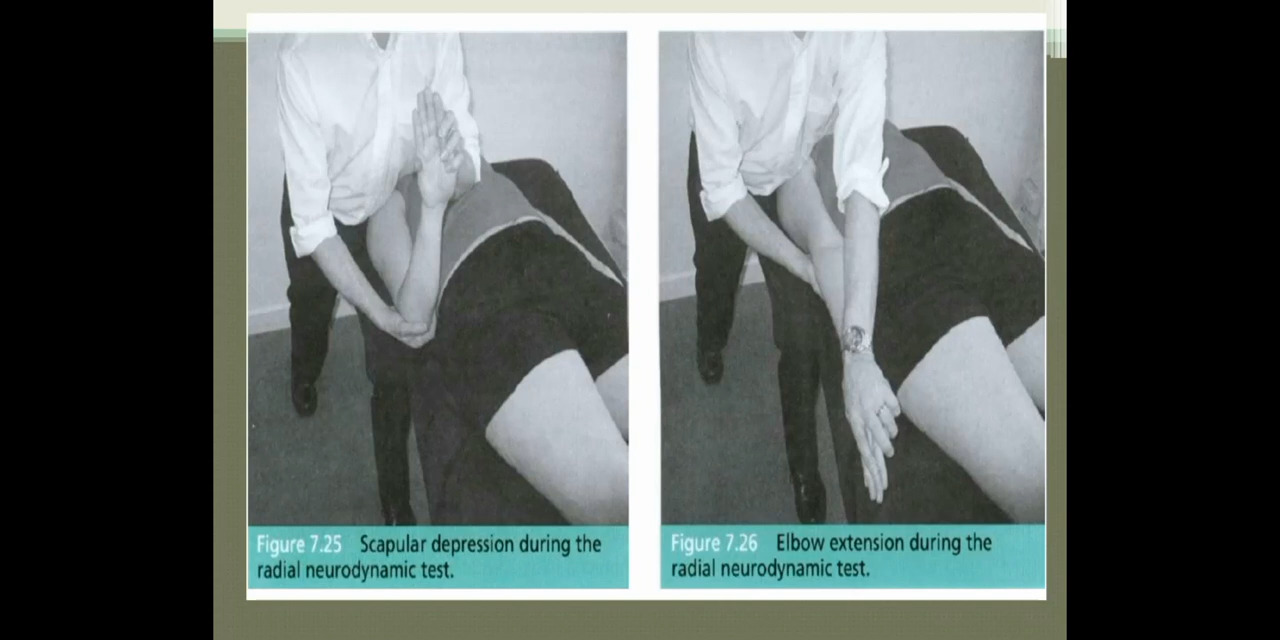 Figure 7.25 Scapular depression during the
radial neurodynamic test.
Figure 7.26 Elbow extension during the
radial neurodynamic test.